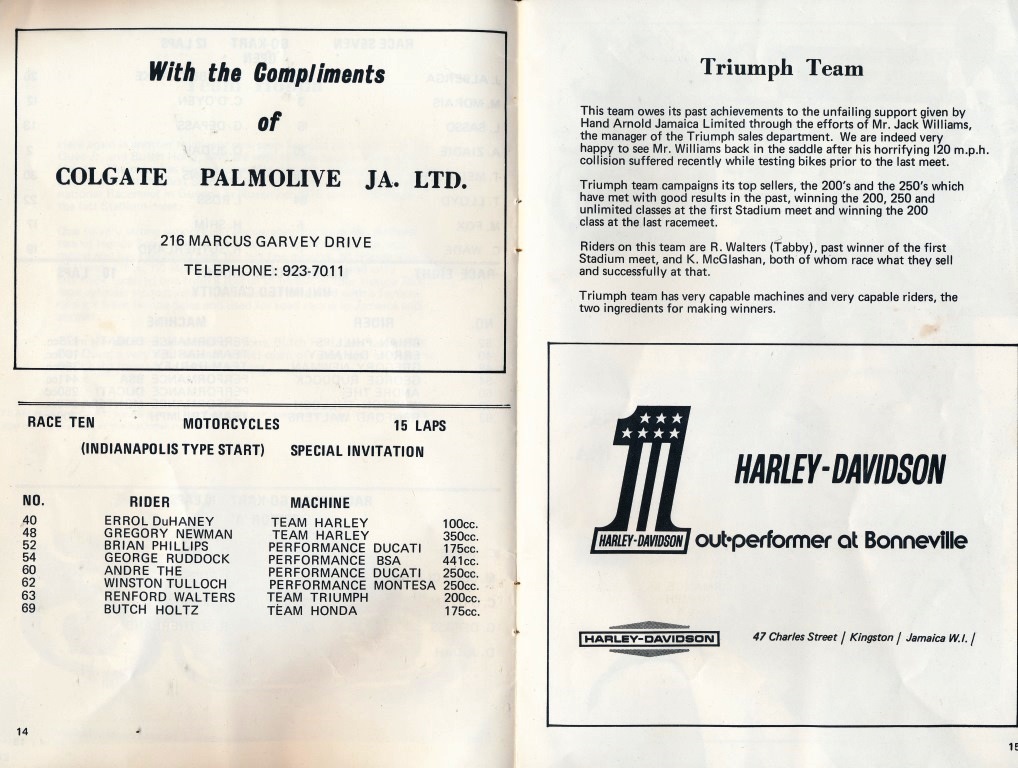 With the Compliments
of
COLGATE PALMOLIVE JA. LTD.
216 MARCUS GARVEY DRIVE
TELEPHONE: 923-7011
RACE TEN MOTORCYCLES 15 LAPS
(INDIANAPOLIS TYPE START) SPECIAL INVITATION
NO. RIDER MACHINE
40 ERROL DuHANEY TEAM HARLEY 100cc.
48 GREGORY NEWMAN TEAM HARLEY 350cc.
52 BRIAN PHILLIPS PERFORMANCE DUCATI 175cc.
54 GEORGE RUDDOCK PERFORMANCE BSA 441cc.
60 ANDRE THE PERFORMANCE DUCATI 250cc.
62 WINSTON TULLOCH PERFORMANCE MONTESA 250cc.
63 RENFORD WALTERS TEAM TRIUMPH 200cc.
69 BUTCH HOLTZ TEAM HONDA 175cc.
14
Triumph Team
This team owes its past achievements to the unfailing support given by
Hand Arnold Jamaica Limited through the efforts of Mr. Jack Williams,
the manager of the Triumph sales department. We are indeed very
happy to see Mr. Williams back in the saddle after his horrifying 120 m.p.h.
collision suffered recently while testing bikes prior to the last meet.
Triumph team campaigns its top sellers, the 200's and the 250's which
have met with good results in the past, winning the 200, 250 and
unlimited classes at the first Stadium meet and winning the 200
class at the last racemeet.
Riders on this team are R. Walters (Tabby), past winner of the first
Stadium meet, and K. McGlashan, both of whom race what they sell
and successfully at that.
Triumph team has very capable machines and very capable riders, the
two ingredients for making winners.
1
HARLEY-DAVIDSON
HARLEY-DAVIDSON
out-performer at Bonneville
HARLEY-DAVIDSON
47 Charles Street / Kingston / Jamaica W.I. /
15